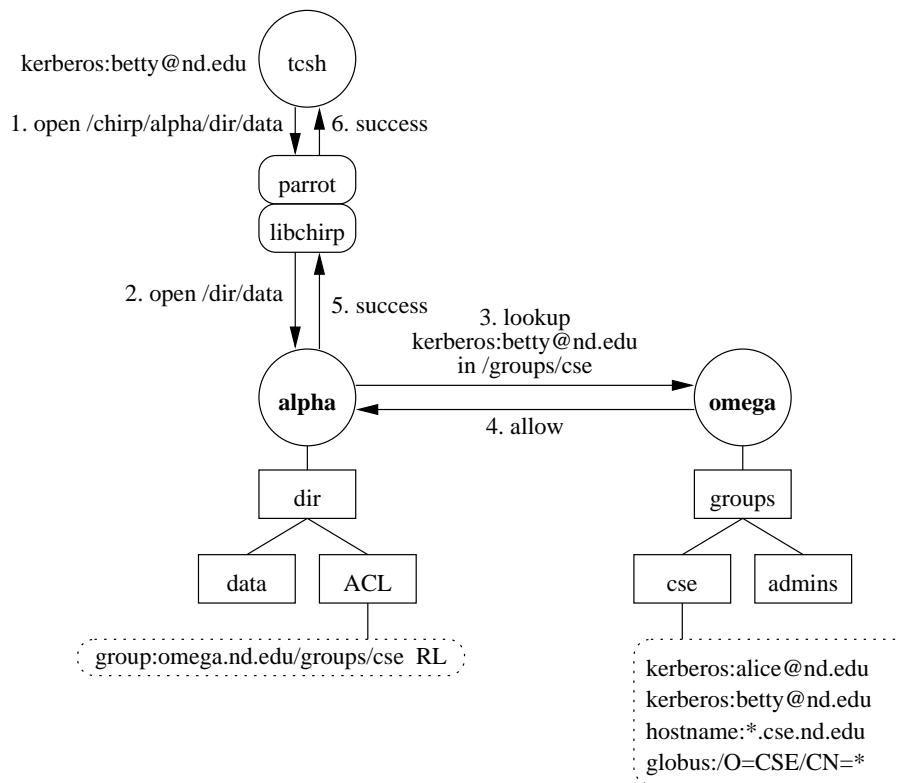 kerberos:betty@nd.edu
tcsh
1. open /chirp/alpha/dir/data
6. success
parrot
libchirp
2. open /dir/data
5. success
3. lookup
kerberos:betty@nd.edu
in /groups/cse
alpha
omega
4. allow
dir
groups
data
ACL
cse
admins
group:omega.nd.edu/groups/cse RL
kerberos:alice@nd.edu
kerberos:betty@nd.edu
hostname:*.cse.nd.edu
globus:/O=CSE/CN=*